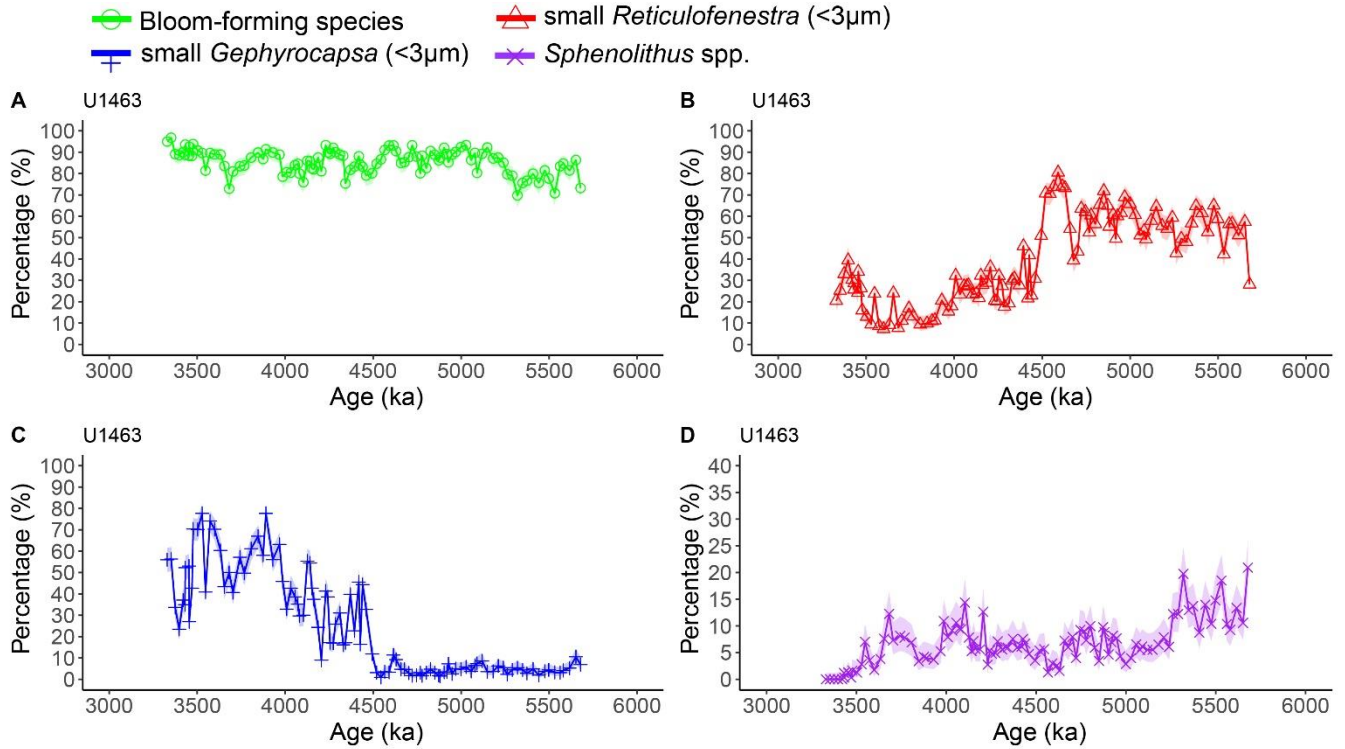 Bloom-forming species
small Reticulofenestra (<3µm)
small Gephyrocapsa (<3µm)
Sphenolithus spp.
A
U1463
100
90
80
70
60
50
40
30
20
10
0
Percentage (%)
3000 3500 4000 4500 5000 5500 6000
Age (ka)
B
U1463
100
90
80
70
60
50
40
30
20
10
0
Percentage (%)
3000 3500 4000 4500 5000 5500 6000
Age (ka)
C
U1463
100
90
80
70
60
50
40
30
20
10
0
Percentage (%)
3000 3500 4000 4500 5000 5500 6000
Age (ka)
D
U1463
40
35
30
25
20
15
10
5
0
Percentage (%)
3000 3500 4000 4500 5000 5500 6000
Age (ka)